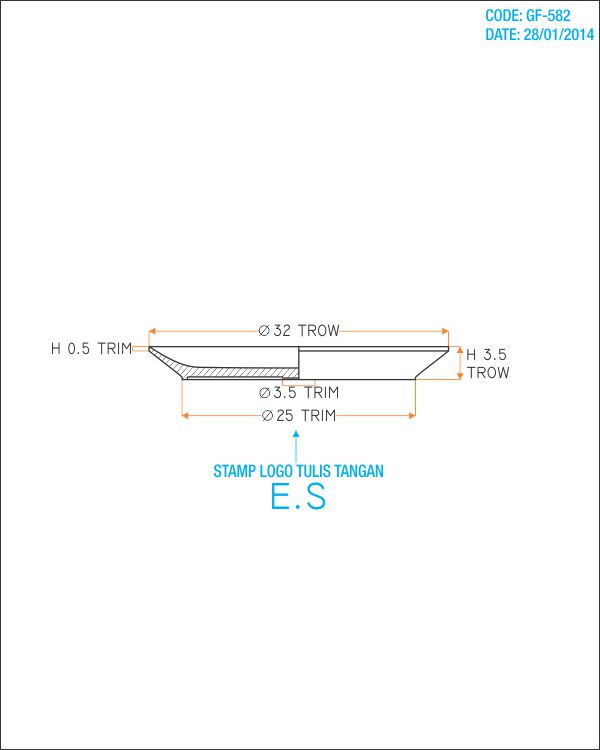 CODE: GF-582
DATE: 28/01/2014
∅ 32 TROW
H 0.5 TRIM
H 3.5
TROW
∅ 3.5 TRIM
∅ 25 TRIM
STAMP LOGO TULIS TANGAN
E.S